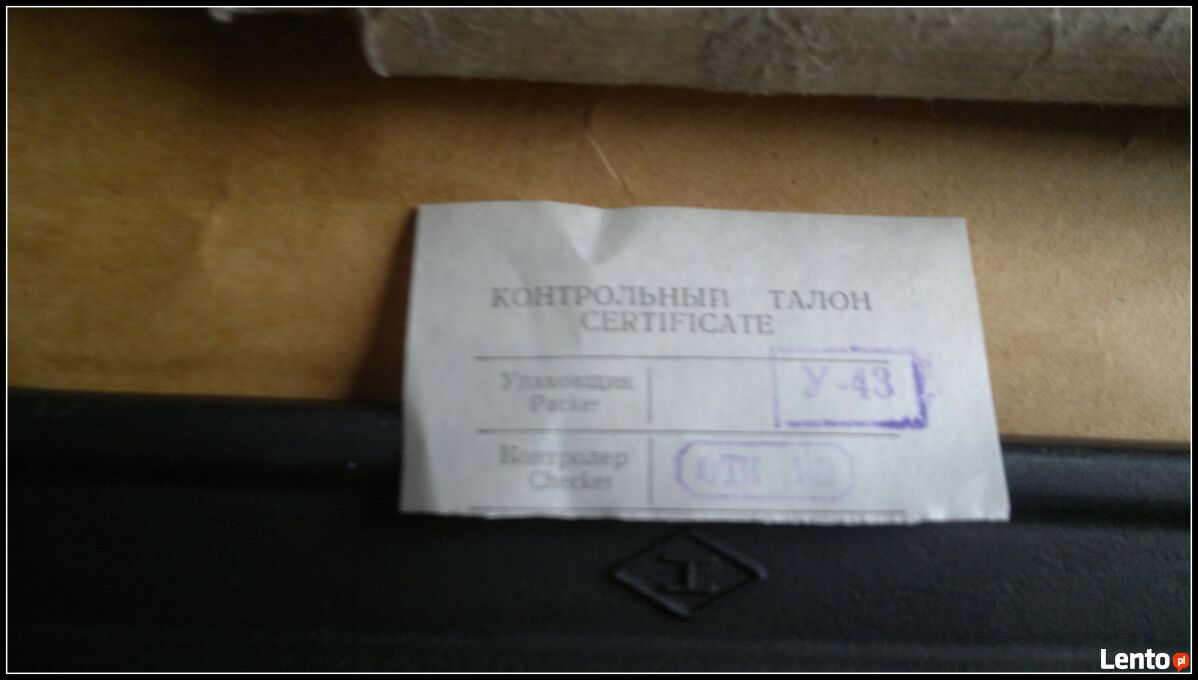 КОНТРОЛЬНЫЙ ТАЛОН
CERTIFICATE
Упаковщик
Packer
У-43
Контролер
Checker
Lento pl